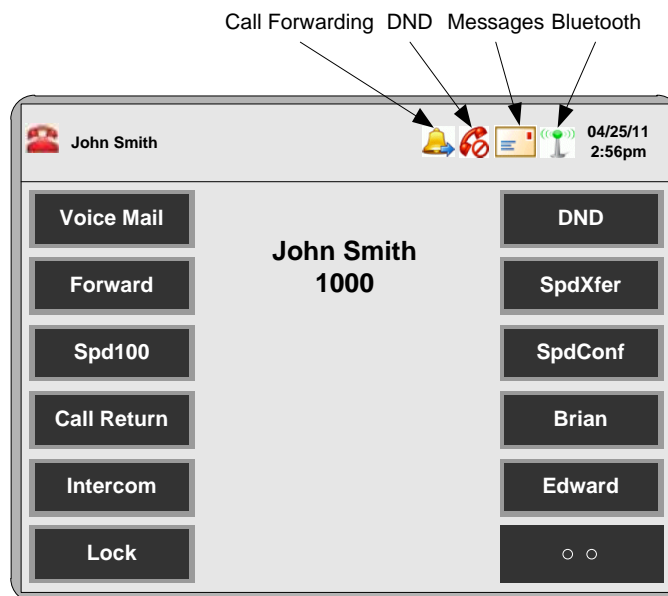 Call Forwarding DND Messages Bluetooth
John Smith
04/25/11
2:56pm
Voice Mail
Forward
Spd100
Call Return
Intercom
Lock
John Smith
1000
DND
SpdXfer
SpdConf
Brian
Edward